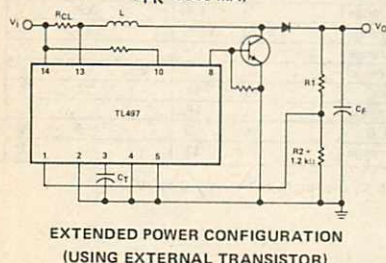 VI
RCL
L
VO
14
13
10
8
TL497
R1
CF
R2 =
1.2 kΩ
1
2
3
4
5
CT
EXTENDED POWER CONFIGURATION
(USING EXTERNAL TRANSISTOR)